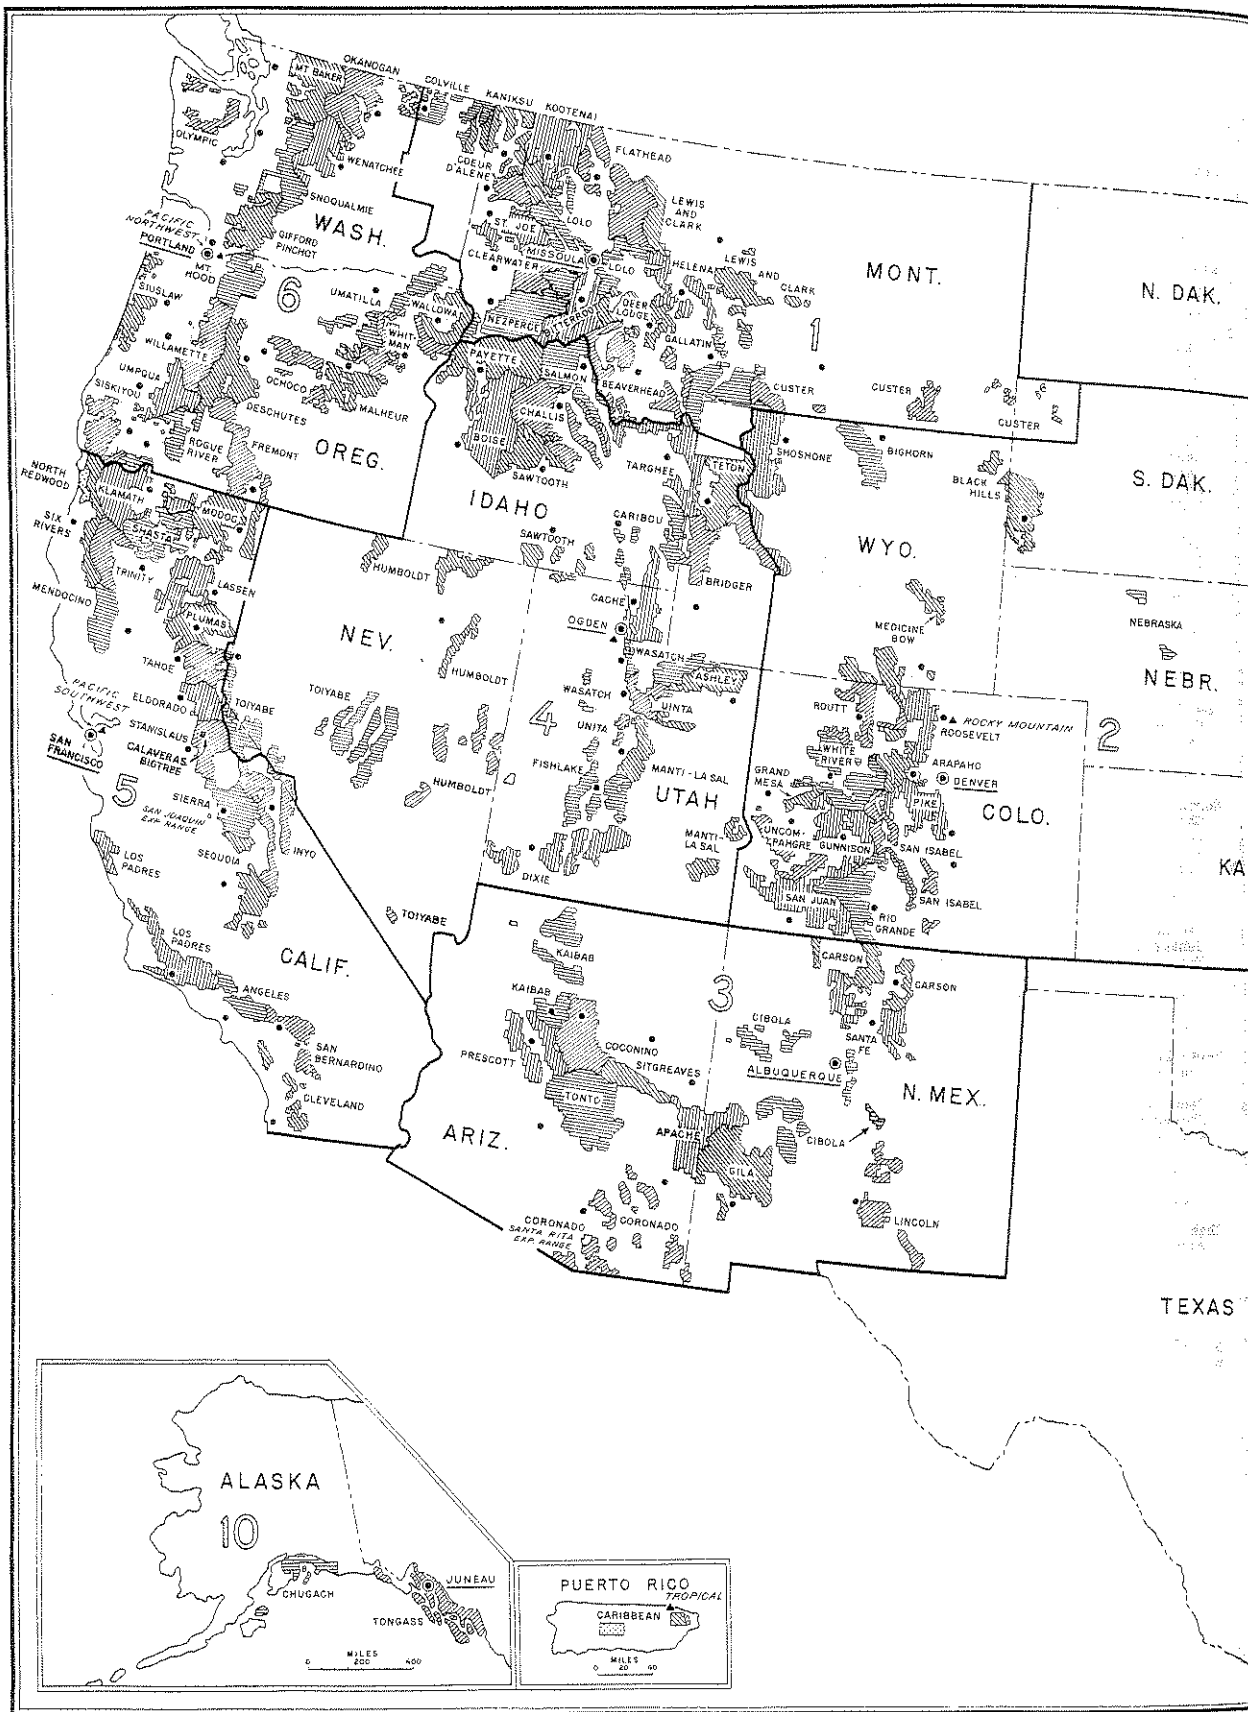 OKANOGAN
MT BAKER
COLVILLE
KANIKSU
KOOTENAI
OLYMPIC
WENATCHEE
COEUR
D'ALENE
FLATHEAD
SNOQUALMIE
LEWIS
AND
CLARK
PACIFIC
NORTHWEST
WASH.
ST. JOE
LOLO
PORTLAND
GIFFORD
PINCHOT
MISSOULA
CLEARWATER
LOLO
HELENA
LEWIS
AND
CLARK
MONT.
N. DAK.
MT.
HOOD
6
UMATILLA
SIUSLAW
WALLOWA
NEZPERCE
BITTERROOT
DEER
LODGE
1
WHIT-
MAN
GALLATIN
WILLAMETTE
PAYETTE
SALMON
UMPQUA
OCHOCO
BEAVERHEAD
CUSTER
CUSTER
CUSTER
SISKIYOU
MALHEUR
DESCHUTES
CHALLIS
ROGUE
RIVER
FREMONT
OREG.
BOISE
TARGHEE
TETON
SHOSHONE
BIGHORN
NORTH
REDWOOD
KLAMATH
MODOC
SAWTOOTH
BLACK
HILLS
S. DAK.
SIX
RIVERS
SHASTA
IDAHO
CARIBOU
SAWTOOTH
WYO.
TRINITY
LASSEN
HUMBOLDT
BRIDGER
MENDOCINO
PLUMAS
CACHE
NEV.
OGDEN
MEDICINE
BOW
NEBRASKA
NEBR.
TAHOE
WASATCH
HUMBOLDT
ASHLEY
PACIFIC
SOUTHWEST
ELDORADO
TOIYABE
TOIYABE
WASATCH
UINTA
4
UNITA
ROUTT
ROCKY MOUNTAIN
ROOSEVELT
2
STANISLAUS
SAN
FRANCISCO
CALAVERAS
BIGTREE
WHITE
RIVER
ARAPAHO
FISHLAKE
MANTI-LA SAL
GRAND
MESA
DENVER
5
SIERRA
HUMBOLDT
UTAH
PIKE
COLO.
SAN JOAQUIN
EXP. RANGE
MANTI-
LA SAL
UNCOM-
PAHGRE
GUNNISON
SAN ISABEL
INYO
SEQUOIA
LOS
PADRES
DIXIE
KA
SAN JUAN
SAN ISABEL
RIO
GRANDE
TOIYABE
LOS
PADRES
CALIF.
KAIBAB
CARSON
CARSON
KAIBAB
3
ANGELES
CIBOLA
SANTA
FE
COCONINO
SAN
BERNARDINO
PRESCOTT
SITGREAVES
ALBUQUERQUE
TONTO
N. MEX.
CLEVELAND
ARIZ.
APACHE
CIBOLA
GILA
CORONADO
SANTA RITA
EXP. RANGE
CORONADO
LINCOLN
TEXAS
ALASKA
10
CHUGACH
JUNEAU
TONGASS
MILES
0 200 400
PUERTO RICO
TROPICAL
CARIBBEAN
MILES
0 20 40